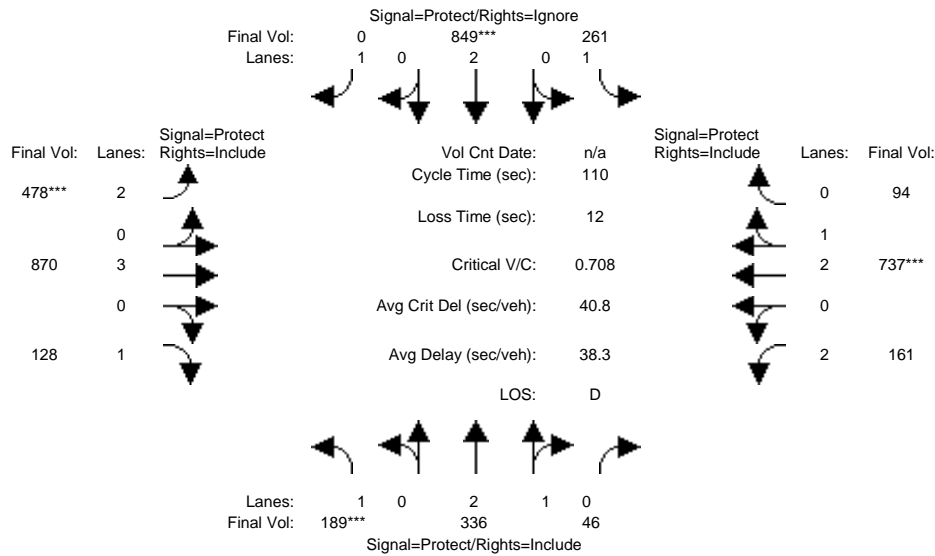 Signal=Protect/Rights=Ignore
Final Vol: 0 849*** 261
Lanes: 1 0 2 0 1
Signal=Protect Signal=Protect
Final Vol: Lanes: Rights=Include Vol Cnt Date: n/a Rights=Include Lanes: Final Vol:
Cycle Time (sec): 110
478*** 2 0 94
Loss Time (sec): 12
0 1
870 3 Critical V/C: 0.708 2 737***
0 Avg Crit Del (sec/veh): 40.8 0
128 1 Avg Delay (sec/veh): 38.3 2 161
LOS: D
Lanes: 1 0 2 1 0
Final Vol: 189*** 336 46
Signal=Protect/Rights=Include